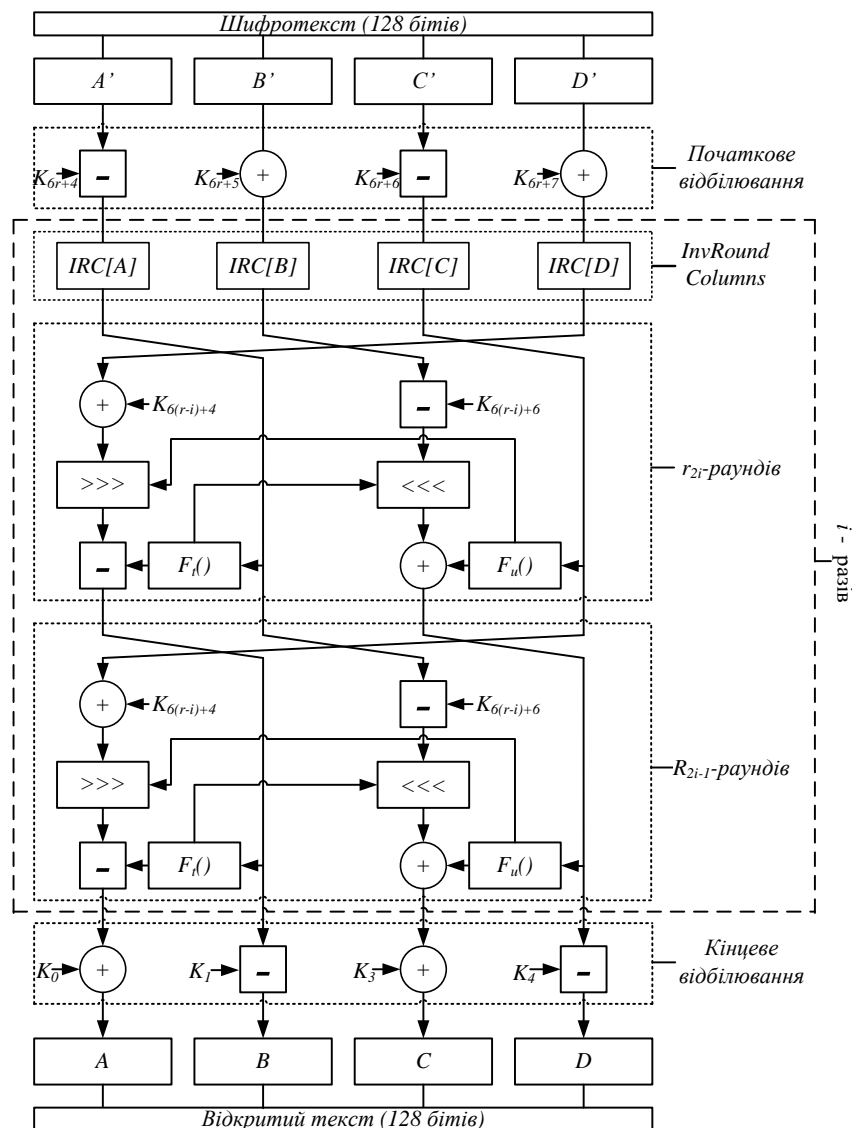 Шифротекст (128 бітів)
A’ B’ C’ D’
K6r+4 - K6r+5 + K6r+6 - K6r+7 +
Початкове
відбілювання
IRC[A] IRC[B] IRC[C] IRC[D]
InvRound
Columns
+ K6(r-i)+4 - K6(r-i)+6
>>> <<<
r2i-раундів
- Ft() + Fu()
i - разів
+ K6(r-i)+4 - K6(r-i)+6
>>> <<<
R2i-1-раундів
- Ft() + Fu()
K0 + K1 - K3 + K4 -
Кінцеве
відбілювання
A B C D
Відкритий текст (128 бітів)